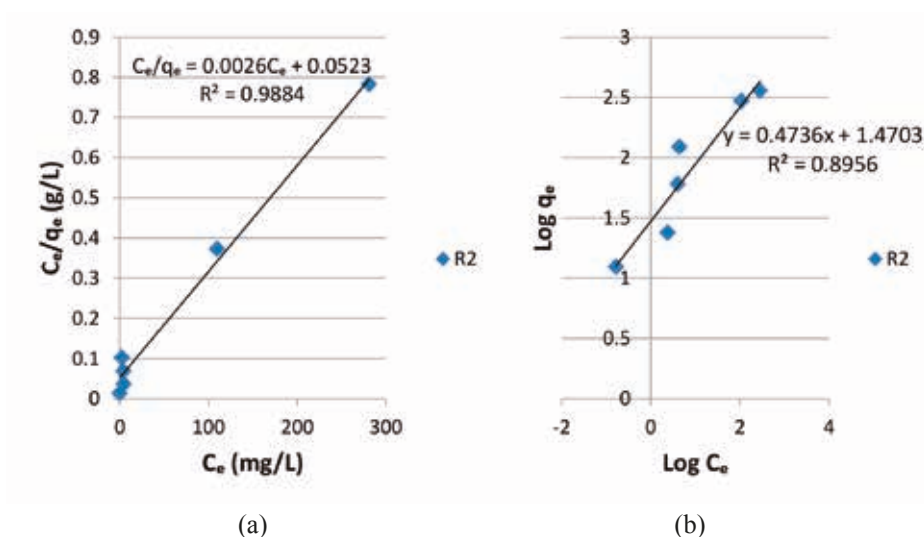 0.9
0.8
0.7
0.6
0.5
0.4
0.3
0.2
0.1
0
Cₑ/qₑ (g/L)
Cₑ/qₑ = 0.0026Cₑ + 0.0523
R² = 0.9884
R2
0 100 200 300
Cₑ (mg/L)
(a)
3
2.5
2
1.5
1
0.5
0
Log qₑ
y = 0.4736x + 1.4703
R² = 0.8956
R2
-2 0 2 4
Log Cₑ
(b)